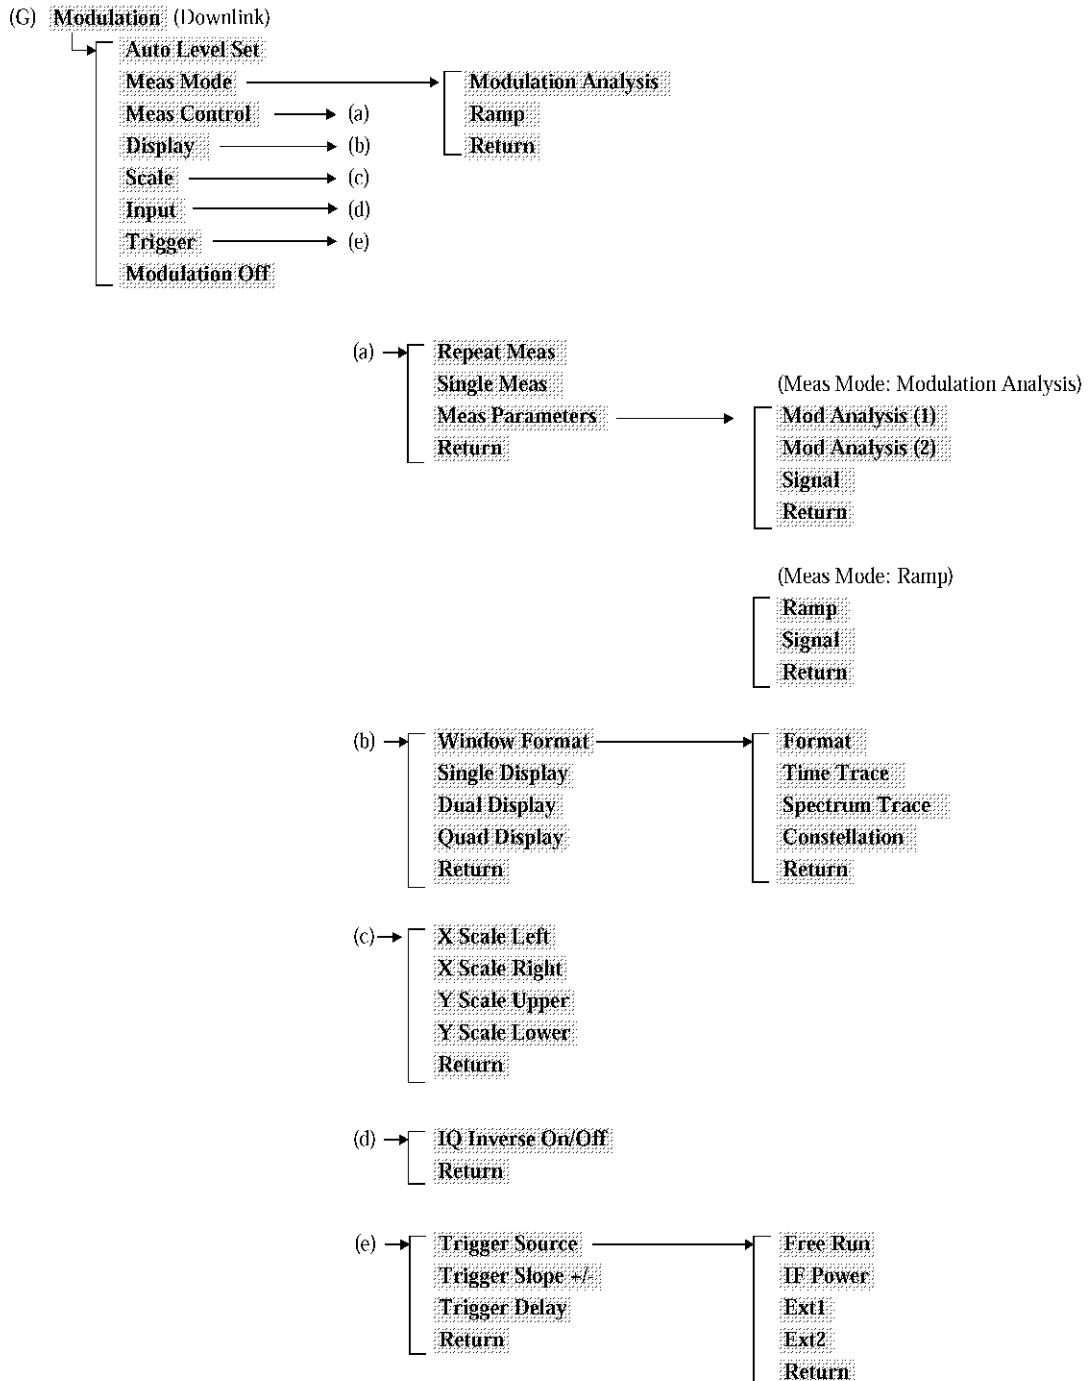 (G) Modulation (Downlink)
Auto Level Set
Meas Mode
Modulation Analysis
Ramp
Return
Meas Control (a)
Display (b)
Scale (c)
Input (d)
Trigger (e)
Modulation Off
(a) Repeat Meas
Single Meas
Meas Parameters
Return
(Meas Mode: Modulation Analysis)
Mod Analysis (1)
Mod Analysis (2)
Signal
Return
(Meas Mode: Ramp)
Ramp
Signal
Return
(b) Window Format
Single Display
Dual Display
Quad Display
Return
Format
Time Trace
Spectrum Trace
Constellation
Return
(c) X Scale Left
X Scale Right
Y Scale Upper
Y Scale Lower
Return
(d) IQ Inverse On/Off
Return
(e) Trigger Source
Trigger Slope +/-
Trigger Delay
Return
Free Run
IF Power
Ext1
Ext2
Return